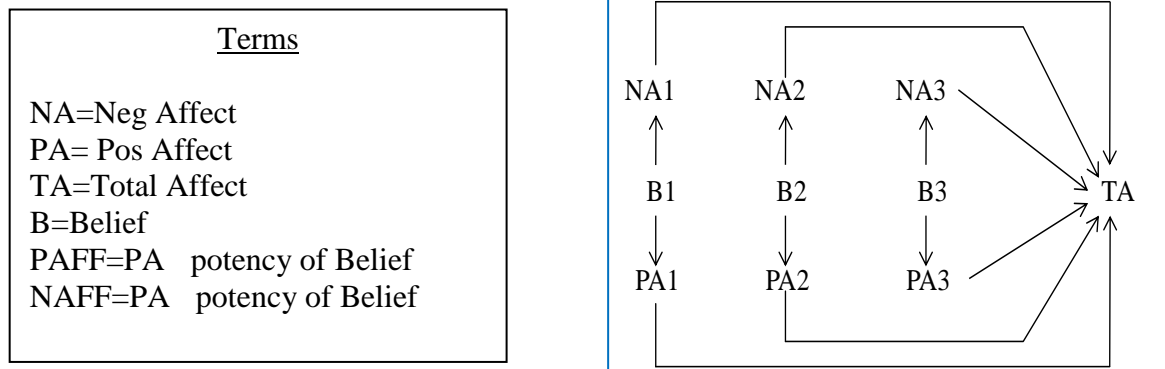 Terms
NA=Neg Affect
PA= Pos Affect
TA=Total Affect
B=Belief
PAFF=PA potency of Belief
NAFF=PA potency of Belief
NA1 NA2 NA3
B1 B2 B3 TA
PA1 PA2 PA3